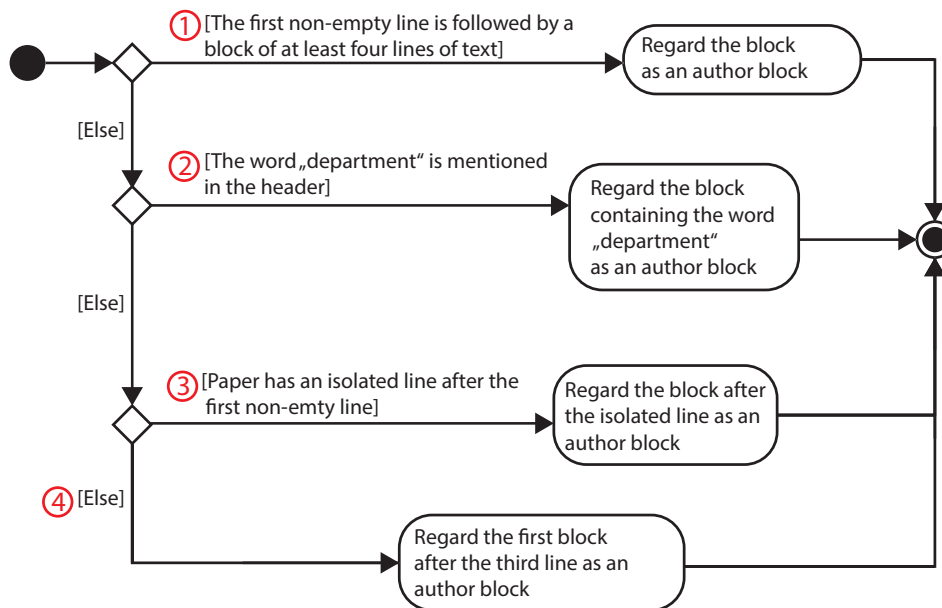 1 [The first non-empty line is followed by a
block of at least four lines of text]
Regard the block
as an author block
[Else]
2 [The word „department“ is mentioned
in the header]
Regard the block
containing the word
„department“
as an author block
[Else]
3 [Paper has an isolated line after the
first non-emty line]
Regard the block after
the isolated line as an
author block
4 [Else]
Regard the first block
after the third line as an
author block